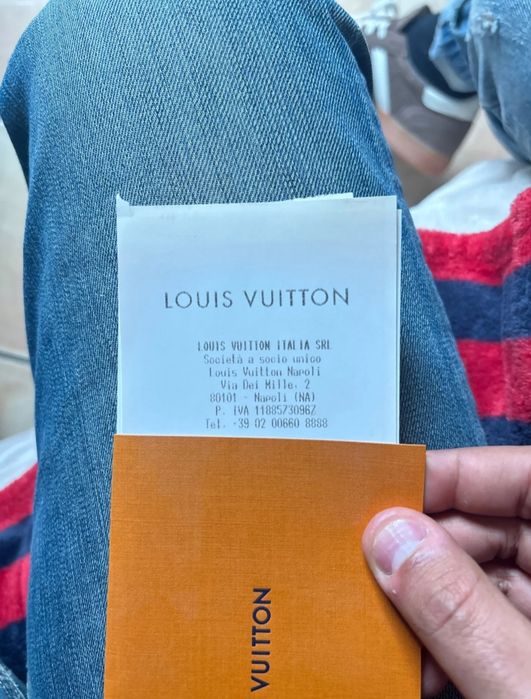 LOUIS VUITTON
LOUIS VUITTON ITALIA SRL
Società a socio unico
Louis Vuitton Napoli
Via Dei Mille, 2
80101 - Napoli (NA)
P. IVA 11885730962
Tel. +39 02 00660 8888
VUITTON